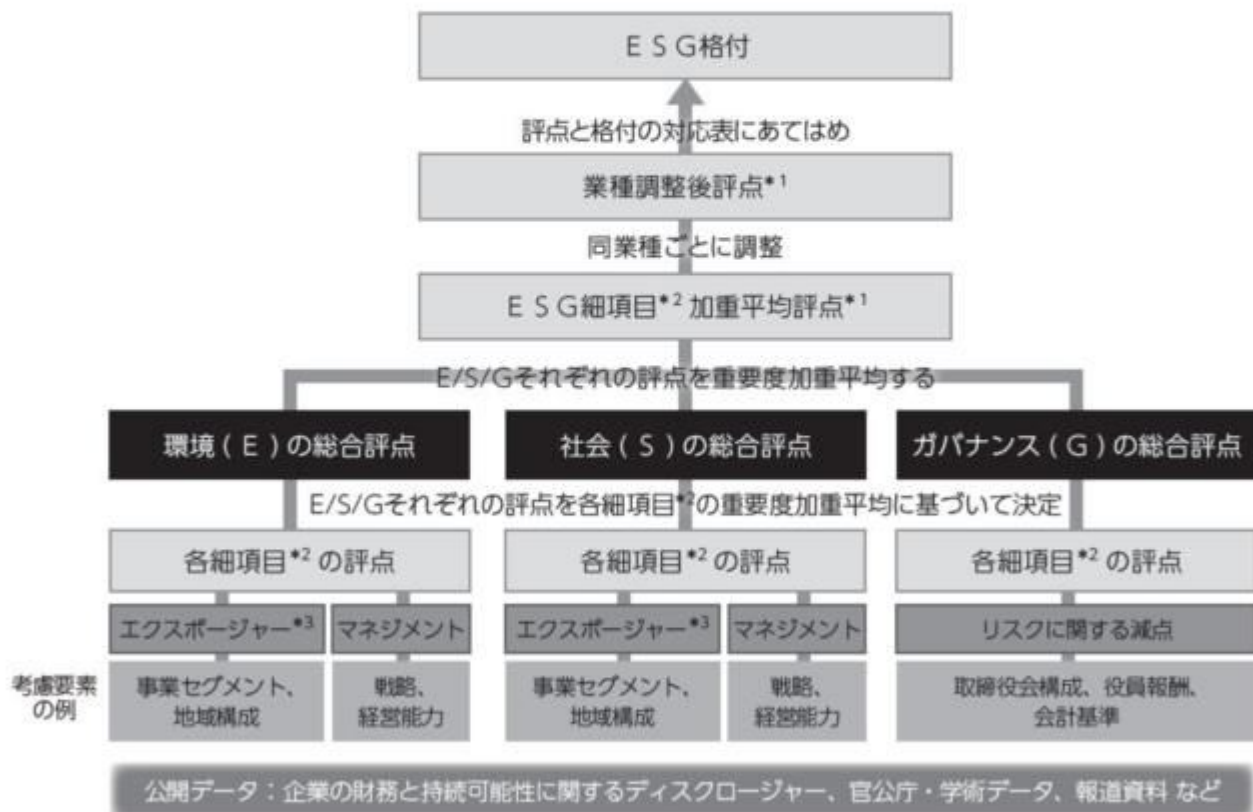 ESG格付
評点と格付の対応表にあてはめ
業種調整後評点*1
同業種ごとに調整
ESG細項目*2 加重平均評点*1
E/S/Gそれぞれの評点を重要度加重平均する
環境(E)の総合評点
社会(S)の総合評点
ガバナンス(G)の総合評点
E/S/Gそれぞれの評点を各細項目*2の重要度加重平均に基づいて決定
各細項目*2 の評点
各細項目*2 の評点
各細項目*2 の評点
エクスポージャー*3
マネジメント
エクスポージャー*3
マネジメント
リスクに関する減点
考慮要素
の例
事業セグメント、
地域構成
戦略、
経営能力
事業セグメント、
地域構成
戦略、
経営能力
取締役会構成、役員報酬、
会計基準
公開データ:企業の財務と持続可能性に関するディスクロージャー、官公庁・学術データ、報道資料 など